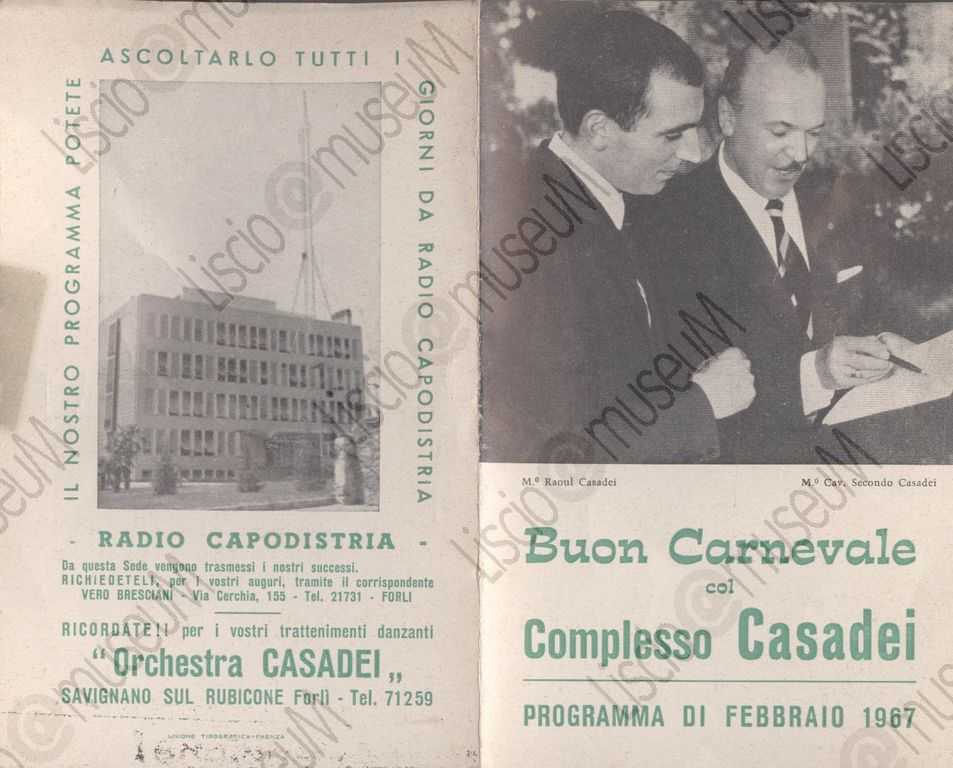 IL NOSTRO PROGRAMMA POTETE
ASCOLTARLO TUTTI I
GIORNI DA RADIO CAPODISTRIA
- RADIO CAPODISTRIA -
Da questa Sede vengono trasmessi i nostri successi.
RICHIEDETELI, per i vostri auguri, tramite il corrispondente
VERO BRESCIANI - Via Cerchia, 155 - Tel. 21731 - FORLI
RICORDATE!! per i vostri trattenimenti danzanti
“Orchestra CASADEI„
SAVIGNANO SUL RUBICONE Forlì - Tel. 71259
UNIONE TIPOGRAFICA-FAENZA
M.º Raoul Casadei
M.º Cav. Secondo Casadei
Buon Carnevale
col
Complesso Casadei
PROGRAMMA DI FEBBRAIO 1967
Liscio@museuM